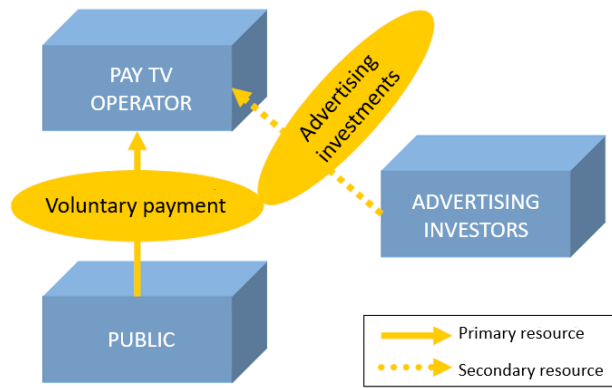 PAY TV
OPERATOR
Advertising
investments
Voluntary payment
ADVERTISING
INVESTORS
PUBLIC
Primary resource
Secondary resource